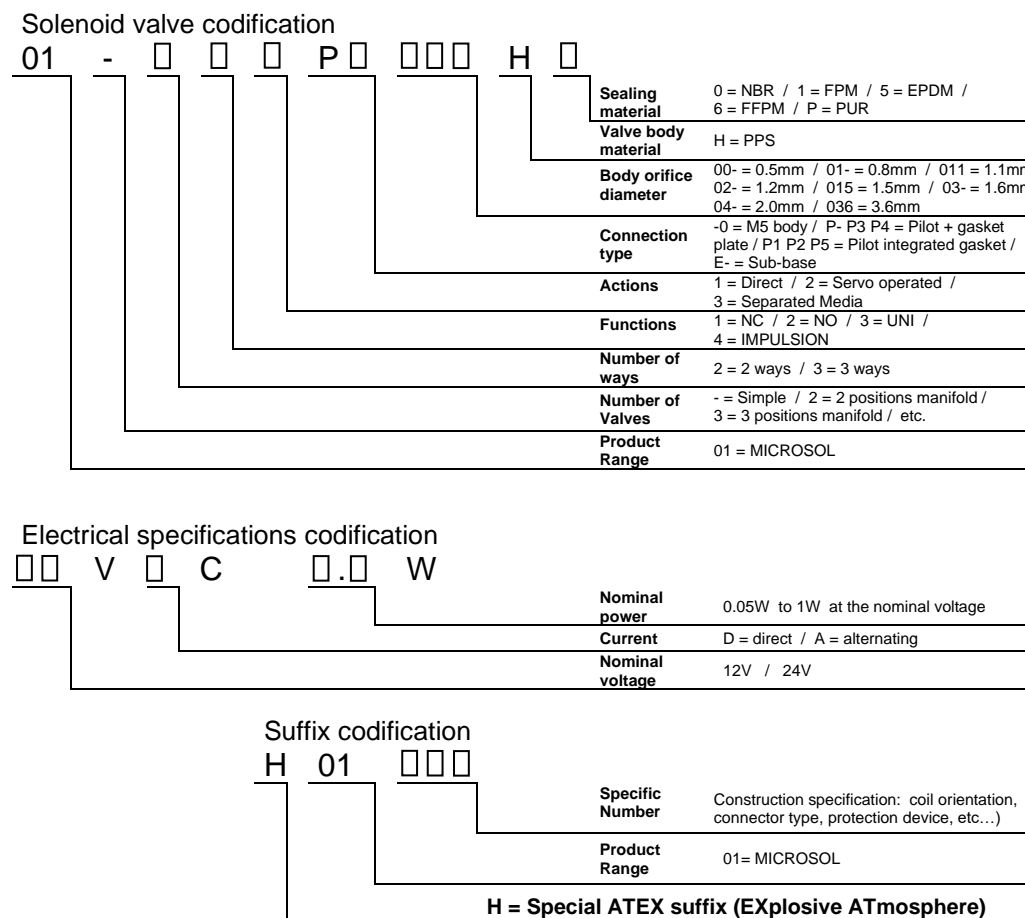 Solenoid valve codification
01 - □ □ □ P □ □□□ H □
Sealing material 0 = NBR / 1 = FPM / 5 = EPDM /
6 = FFPM / P = PUR
Valve body material H = PPS
Body orifice diameter 00- = 0.5mm / 01- = 0.8mm / 011 = 1.1mm
02- = 1.2mm / 015 = 1.5mm / 03- = 1.6mm
04- = 2.0mm / 036 = 3.6mm
Connection type -0 = M5 body / P- P3 P4 = Pilot + gasket
plate / P1 P2 P5 = Pilot integrated gasket /
E- = Sub-base
Actions 1 = Direct / 2 = Servo operated /
3 = Separated Media
Functions 1 = NC / 2 = NO / 3 = UNI /
4 = IMPULSION
Number of ways 2 = 2 ways / 3 = 3 ways
Number of Valves - = Simple / 2 = 2 positions manifold /
3 = 3 positions manifold / etc.
Product Range 01 = MICROSOL
Electrical specifications codification
□□ V □ C □.□ W
Nominal power 0.05W to 1W at the nominal voltage
Current D = direct / A = alternating
Nominal voltage 12V / 24V
Suffix codification
H 01 □□□
Specific Number Construction specification: coil orientation,
connector type, protection device, etc…)
Product Range 01= MICROSOL
H = Special ATEX suffix (EXplosive ATmosphere)